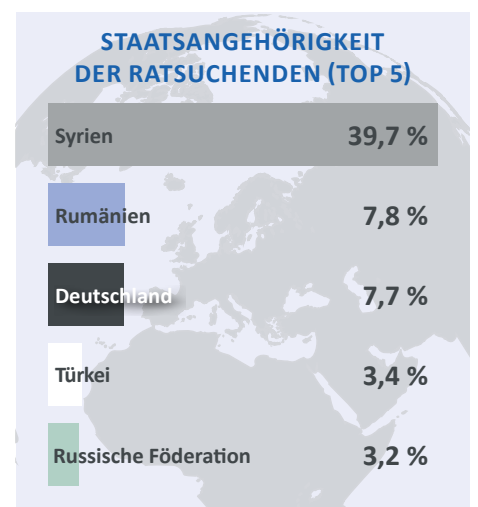 STAATSANGEHÖRIGKEIT
DER RATSUCHENDEN (TOP 5)
Syrien 39,7 %
Rumänien 7,8 %
Deutschland 7,7 %
Türkei 3,4 %
Russische Föderation 3,2 %